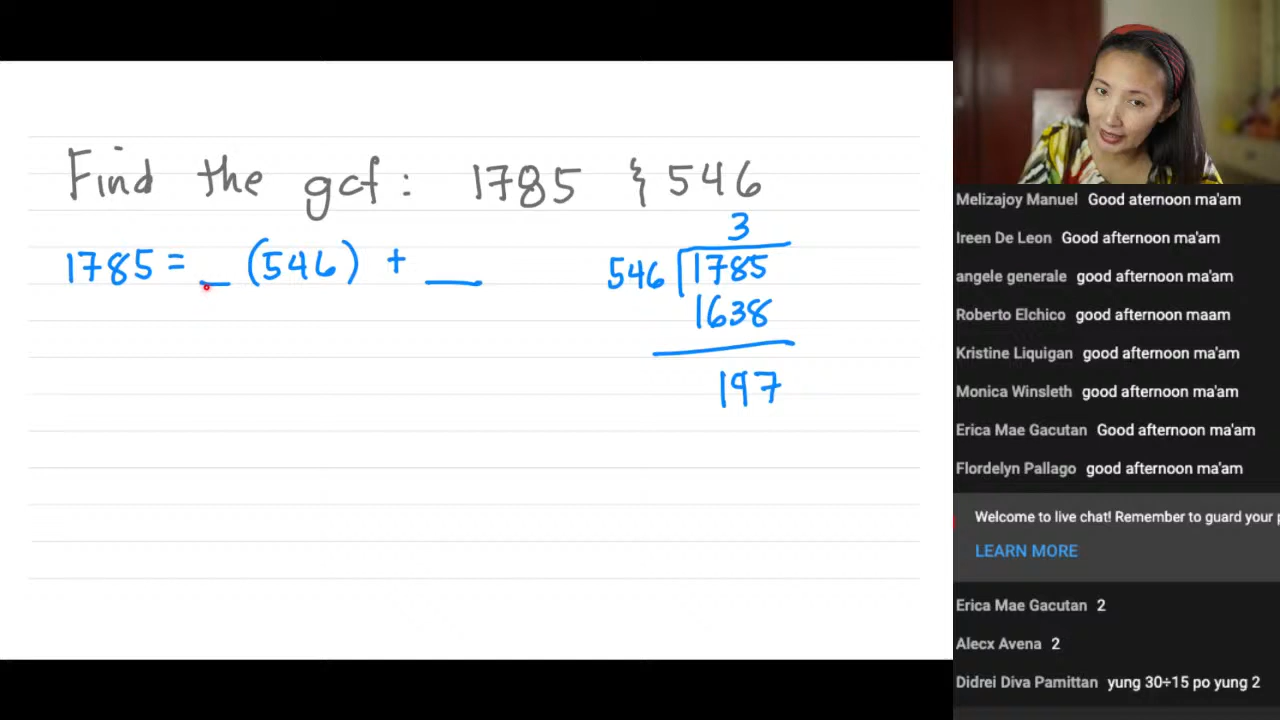 Find the gcf: 1785 & 546
1785 = _ (546) + __
3
546 1785
1638
197
Melizajoy Manuel Good aternoon ma'am
Ireen De Leon Good afternoon ma'am
angele generale good afternoon ma'am
Roberto Elchico good afternoon maam
Kristine Liquigan good afternoon ma'am
Monica Winsleth good afternoon ma'am
Erica Mae Gacutan Good afternoon ma'am
Flordelyn Pallago good afternoon ma'am
Welcome to live chat! Remember to guard your p
LEARN MORE
Erica Mae Gacutan 2
Alecx Avena 2
Didrei Diva Pamittan yung 30÷15 po yung 2